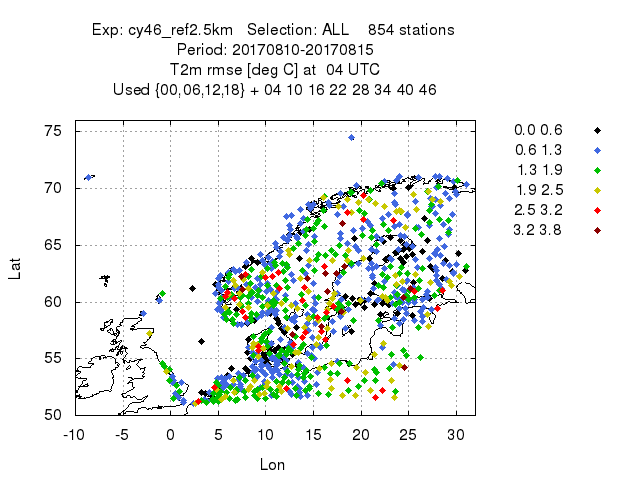 Exp: cy46_ref2.5km   Selection: ALL    854 stations
Period: 20170810-20170815
T2m rmse [deg C] at  04 UTC
Used {00,06,12,18} + 04 10 16 22 28 34 40 46
75
70
65
60
55
50
Lat
-10 -5 0 5 10 15 20 25 30
Lon
0.0 0.6
0.6 1.3
1.3 1.9
1.9 2.5
2.5 3.2
3.2 3.8